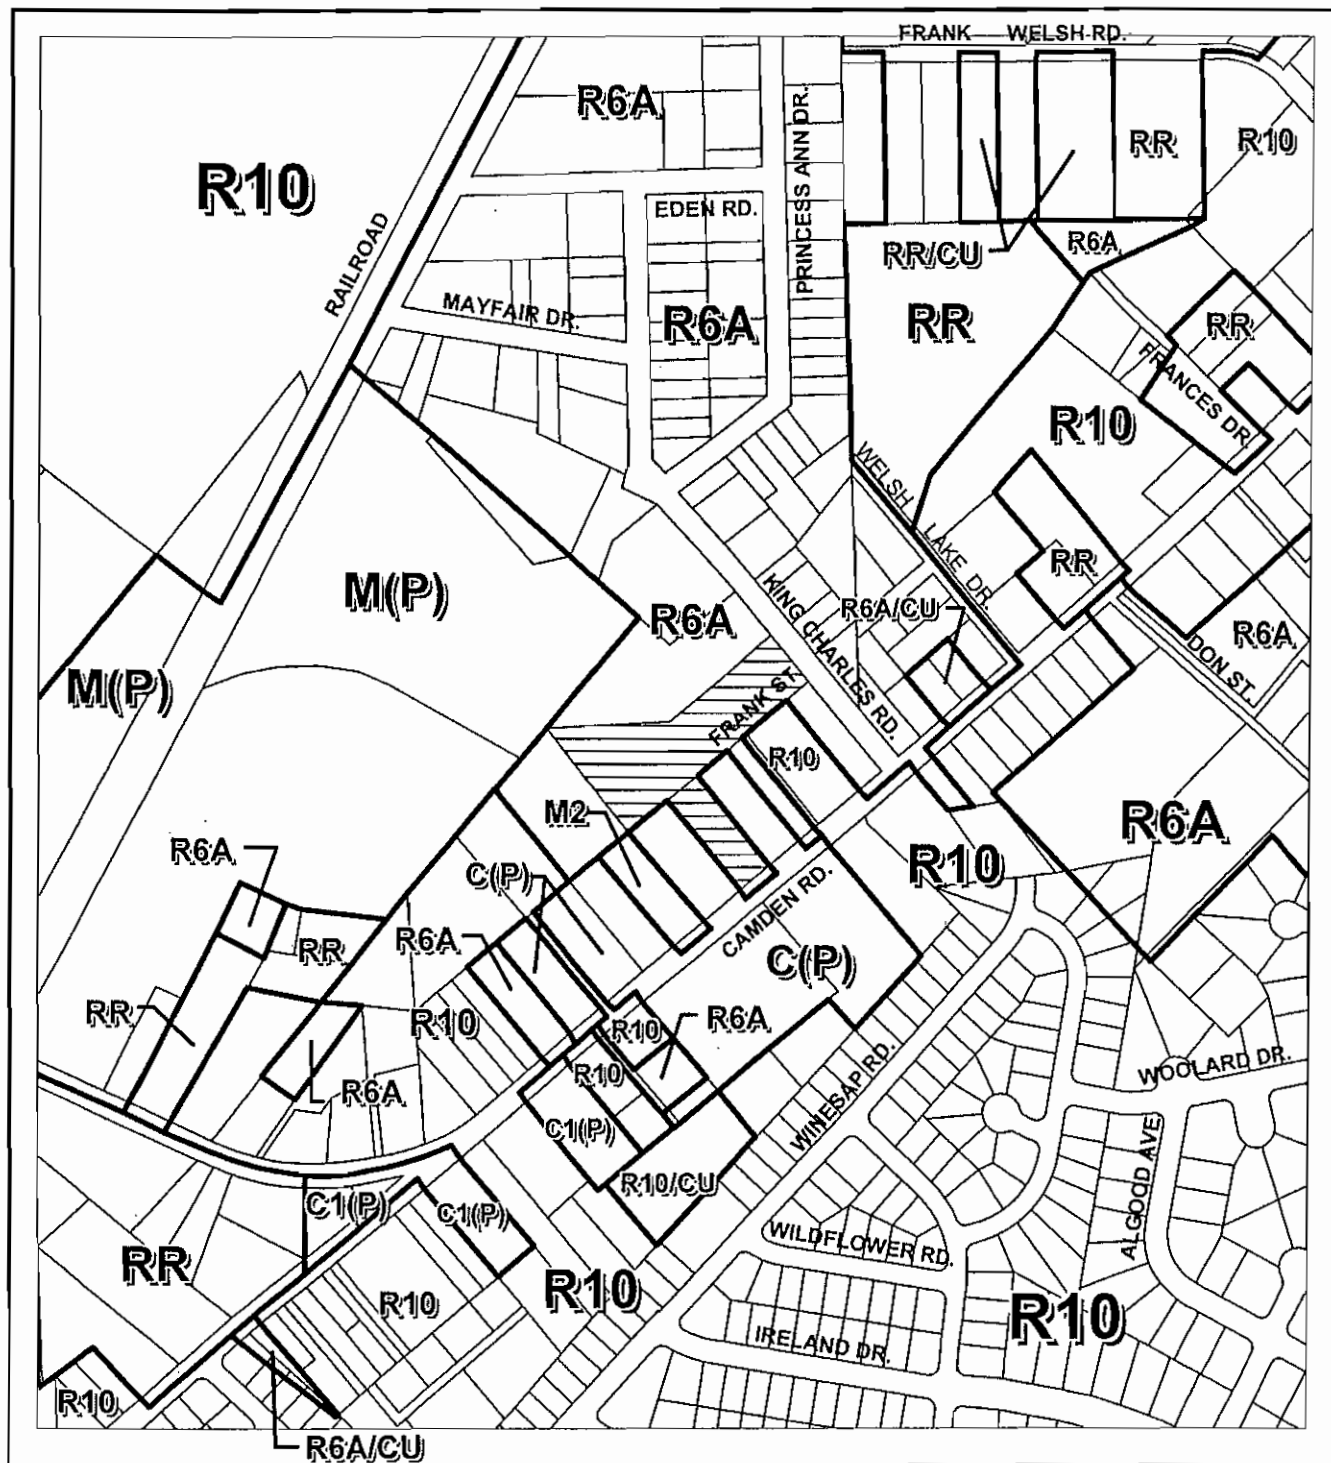 FRANK WELSH RD.
R6A
PRINCESS ANN DR.
RR
R10
R10
EDEN RD.
RAILROAD
RR/CU
R6A
MAYFAIR DR.
R6A
RR
RR
FRANCES DR.
R10
WELSH LAKE DR.
RR
M(P)
KING CHARLES RD.
R6A/CU
R6A
R6A
DON ST.
M(P)
FRANK ST.
R10
M2
R6A
R6A
C(P)
R10
CAMDEN RD.
R6A
RR
C(P)
RR
R10
R10
R6A
R10
WINESAP RD.
WOOLARD DR.
R6A
C1(P)
R10/CU
ALGOOD AVE.
C1(P)
C1(P)
WILDFLOWER RD.
RR
R10
R10
R10
IRELAND DR.
R10
R6A/CU